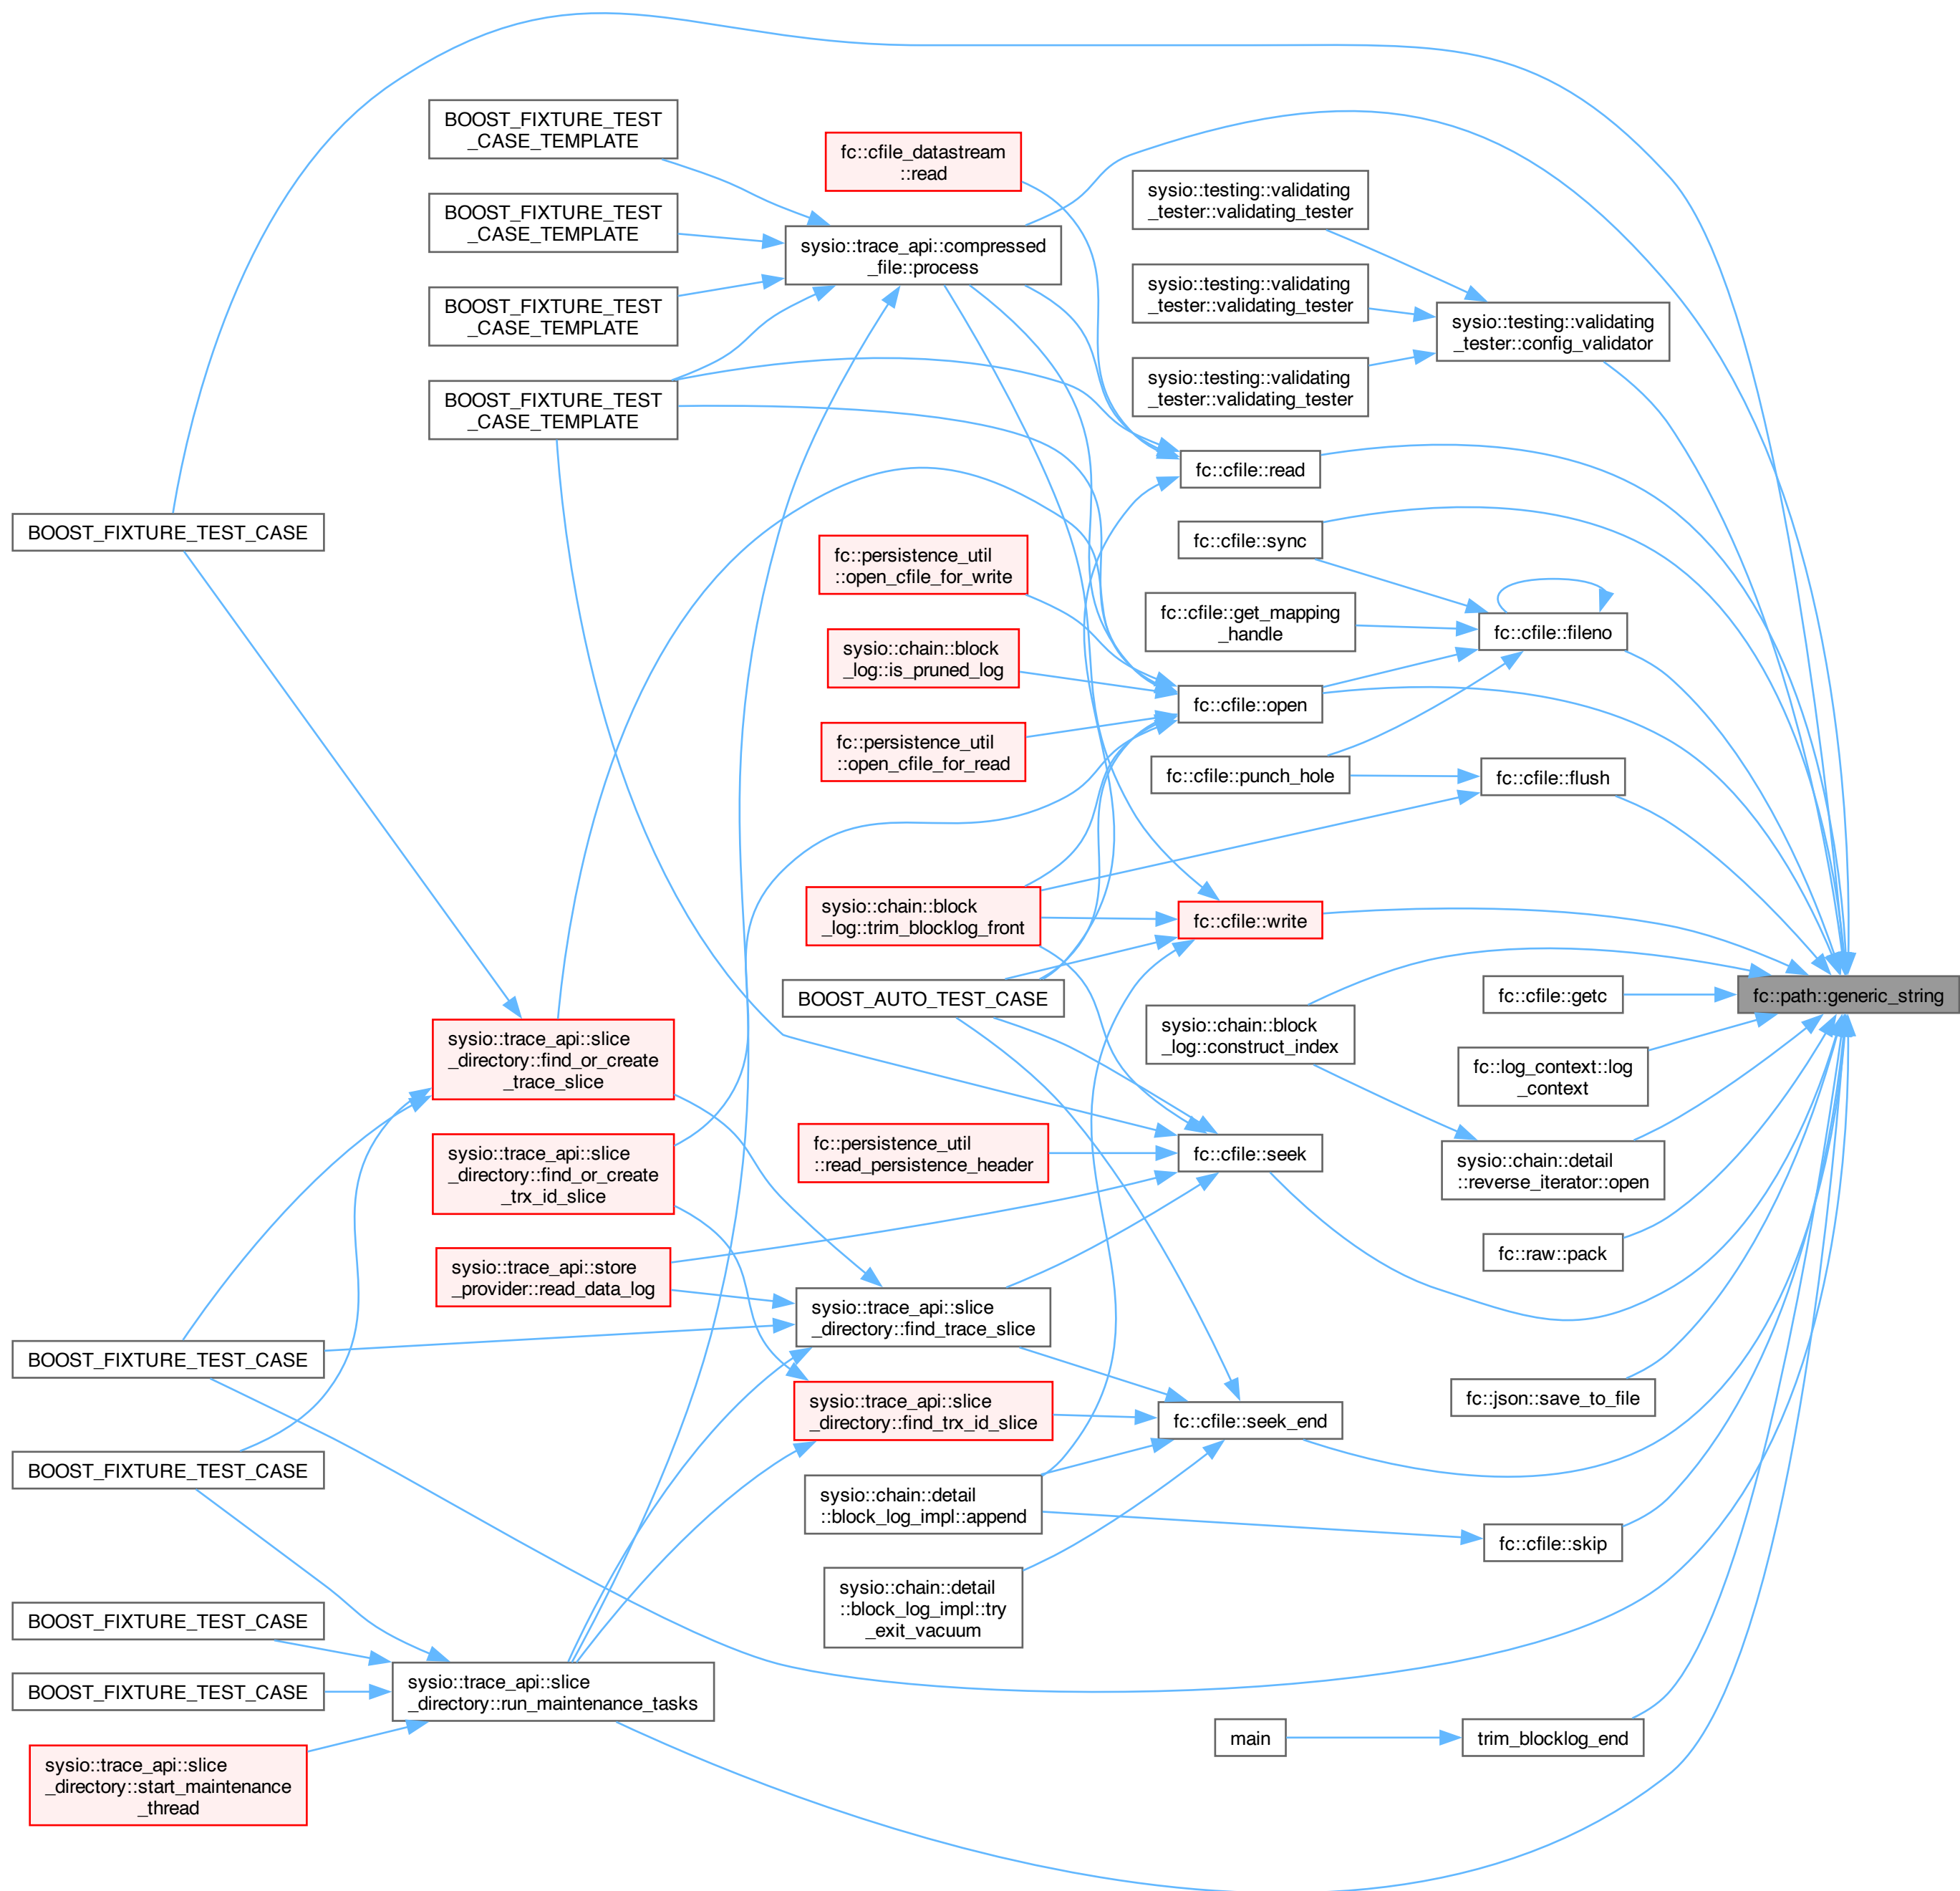 BOOST_FIXTURE_TEST
_CASE_TEMPLATE
BOOST_FIXTURE_TEST
_CASE_TEMPLATE
BOOST_FIXTURE_TEST
_CASE_TEMPLATE
BOOST_FIXTURE_TEST
_CASE_TEMPLATE
fc::cfile_datastream
::read
sysio::trace_api::compressed
_file::process
sysio::testing::validating
_tester::validating_tester
sysio::testing::validating
_tester::validating_tester
sysio::testing::validating
_tester::validating_tester
sysio::testing::validating
_tester::config_validator
fc::cfile::read
BOOST_FIXTURE_TEST_CASE
fc::cfile::sync
fc::persistence_util
::open_cfile_for_write
fc::cfile::get_mapping
_handle
fc::cfile::fileno
sysio::chain::block
_log::is_pruned_log
fc::cfile::open
fc::persistence_util
::open_cfile_for_read
fc::cfile::punch_hole
fc::cfile::flush
sysio::chain::block
_log::trim_blocklog_front
fc::cfile::write
BOOST_AUTO_TEST_CASE
fc::cfile::getc
fc::path::generic_string
sysio::chain::block
_log::construct_index
fc::log_context::log
_context
sysio::trace_api::slice
_directory::find_or_create
_trace_slice
sysio::trace_api::slice
_directory::find_or_create
_trx_id_slice
fc::persistence_util
::read_persistence_header
fc::cfile::seek
sysio::chain::detail
::reverse_iterator::open
fc::raw::pack
sysio::trace_api::store
_provider::read_data_log
sysio::trace_api::slice
_directory::find_trace_slice
BOOST_FIXTURE_TEST_CASE
sysio::trace_api::slice
_directory::find_trx_id_slice
fc::cfile::seek_end
fc::json::save_to_file
BOOST_FIXTURE_TEST_CASE
sysio::chain::detail
::block_log_impl::append
fc::cfile::skip
sysio::chain::detail
::block_log_impl::try
_exit_vacuum
BOOST_FIXTURE_TEST_CASE
BOOST_FIXTURE_TEST_CASE
sysio::trace_api::slice
_directory::run_maintenance_tasks
main
trim_blocklog_end
sysio::trace_api::slice
_directory::start_maintenance
_thread